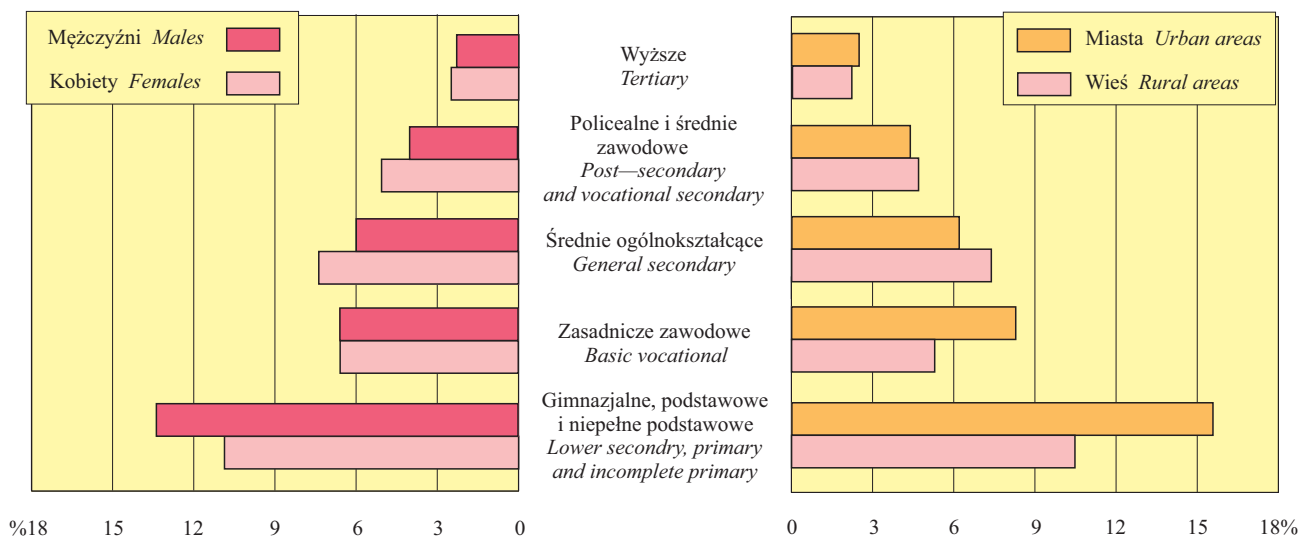 Mężczyźni Males
Kobiety Females
Miasta Urban areas
Wieś Rural areas
Wyższe
Tertiary
Policealne i średnie
zawodowe
Post—secondary
and vocational secondary
Średnie ogólnokształcące
General secondary
Zasadnicze zawodowe
Basic vocational
Gimnazjalne, podstawowe
i niepełne podstawowe
Lower secondry, primary
and incomplete primary
%18 15 12 9 6 3 0
0 3 6 9 12 15 18%